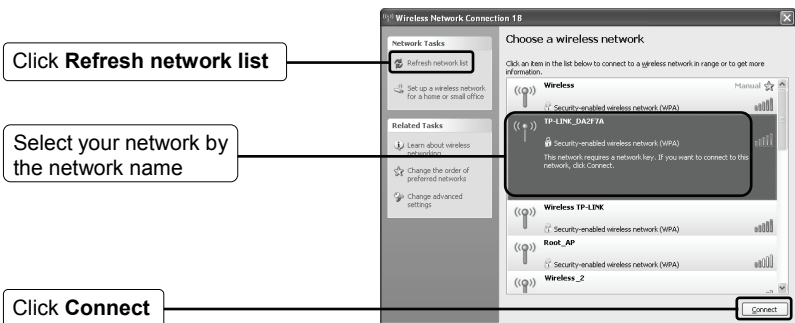 Wireless Network Connection 18
Click Refresh network list
Select your network by
the network name
Click Connect
Network Tasks
Refresh network list
Set up a wireless network
for a home or small office
Related Tasks
Learn about wireless
networking
Change the order of
preferred networks
Change advanced
settings
Choose a wireless network
Click an item in the list below to connect to a wireless network in range or to get more
information.
Wireless
Manual
Security-enabled wireless network (WPA)
TP-LINK_DA2F7A
Security-enabled wireless network (WPA)
This network requires a network key. If you want to connect to this
network, click Connect.
Wireless TP-LINK
Security-enabled wireless network (WPA)
Root_AP
Security-enabled wireless network (WPA)
Wireless_2
Connect